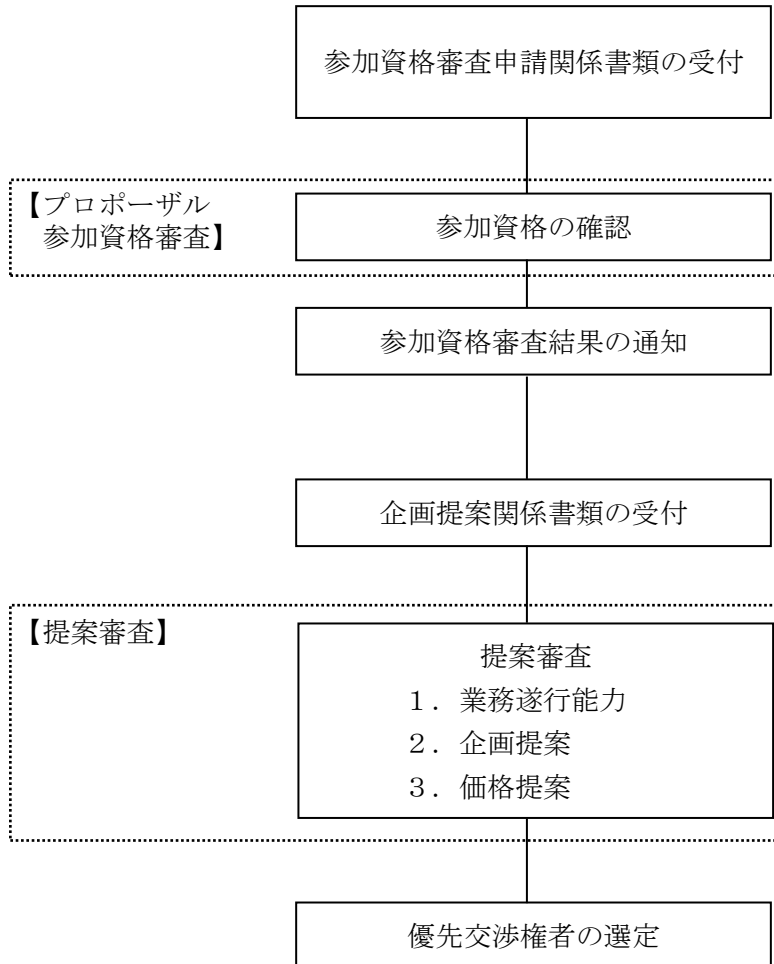 参加資格審査申請関係書類の受付
【プロポーザル
参加資格審査】
参加資格の確認
参加資格審査結果の通知
企画提案関係書類の受付
【提案審査】
提案審査
１．業務遂行能力
２．企画提案
３．価格提案
優先交渉権者の選定